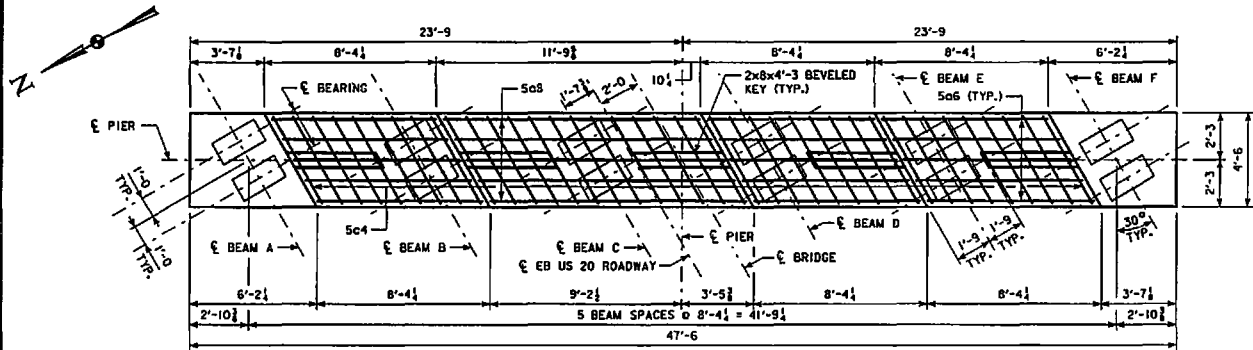 23'-9
23'-9
3'-7⅛
8'-4¼
11'-9⅝
10¼
8'-4¼
8'-4¼
6'-2¼
N
℄ BEARING
5a8
1'-7¾
2'-0
2x8x4'-3 BEVELED
KEY (TYP.)
℄ BEAM E
5a6 (TYP.)
℄ BEAM F
℄ PIER
2'-3
2'-3
4'-6
1'-0
TYP.
1'-0
TYP.
5c4
℄ BEAM A
℄ BEAM B
℄ BEAM C
℄ PIER
℄ EB US 20 ROADWAY
℄ BRIDGE
℄ BEAM D
1'-9
TYP.
1'-9
TYP.
30°
TYP.
6'-2¼
8'-4¼
9'-2½
3'-5⅜
8'-4¼
8'-4¼
3'-7⅛
2'-10⅜
5 BEAM SPACES @ 8'-4¼ = 41'-9¼
2'-10⅜
47'-6